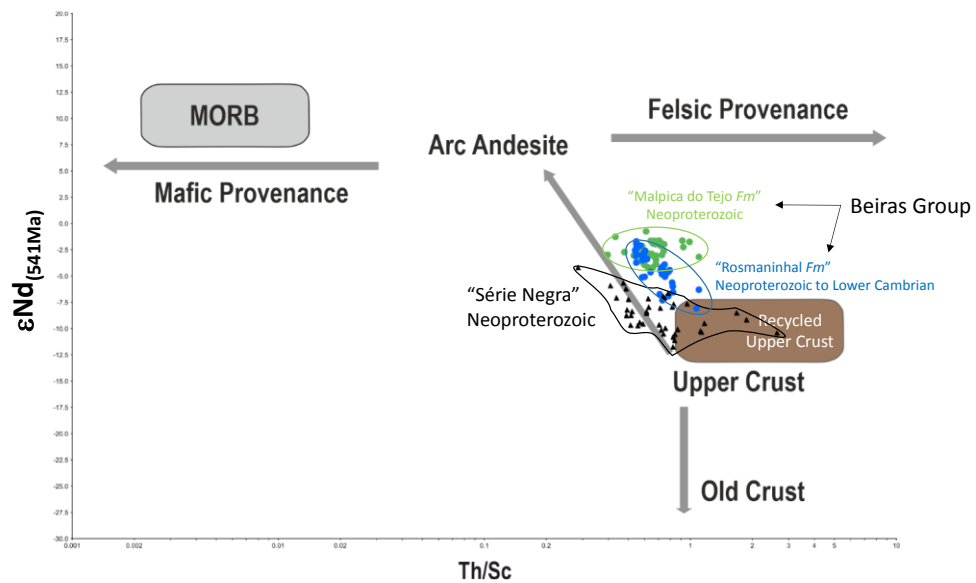 20.0
17.5
15.0
12.5
10.0
7.5
5.0
2.5
0.0
-2.5
-5.0
-7.5
-10.0
-12.5
-15.0
-17.5
-20.0
-22.5
-25.0
-27.5
-30.0
εNd(541Ma)
MORB
Mafic Provenance
Arc Andesite
Felsic Provenance
"Malpica do Tejo Fm"
Neoproterozoic
Beiras Group
"Rosmaninhal Fm"
Neoproterozoic to Lower Cambrian
"Série Negra"
Neoproterozoic
Recycled
Upper Crust
Upper Crust
Old Crust
0.001
0.002
0.01
0.02
0.1
0.2
1
2
3
4
5
6
7
8
10
Th/Sc